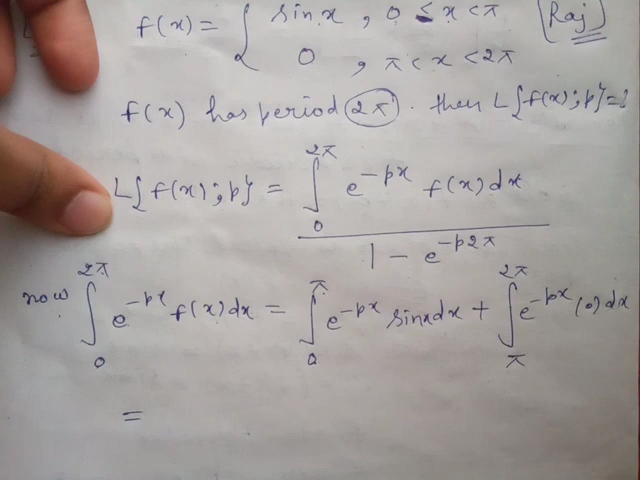 f(x) = { sin x , 0 ≤ x < π [Raj]
0 , π < x < 2π
f(x) has period 2π. then L{f(x);p}=?
L{f(x);p} = ∫₀^2π e^-px f(x) dx
1 - e^-p2π
now ∫₀^2π e^-px f(x) dx = ∫₀^π e^-px sinx dx + ∫π^2π e^-px (0) dx
=